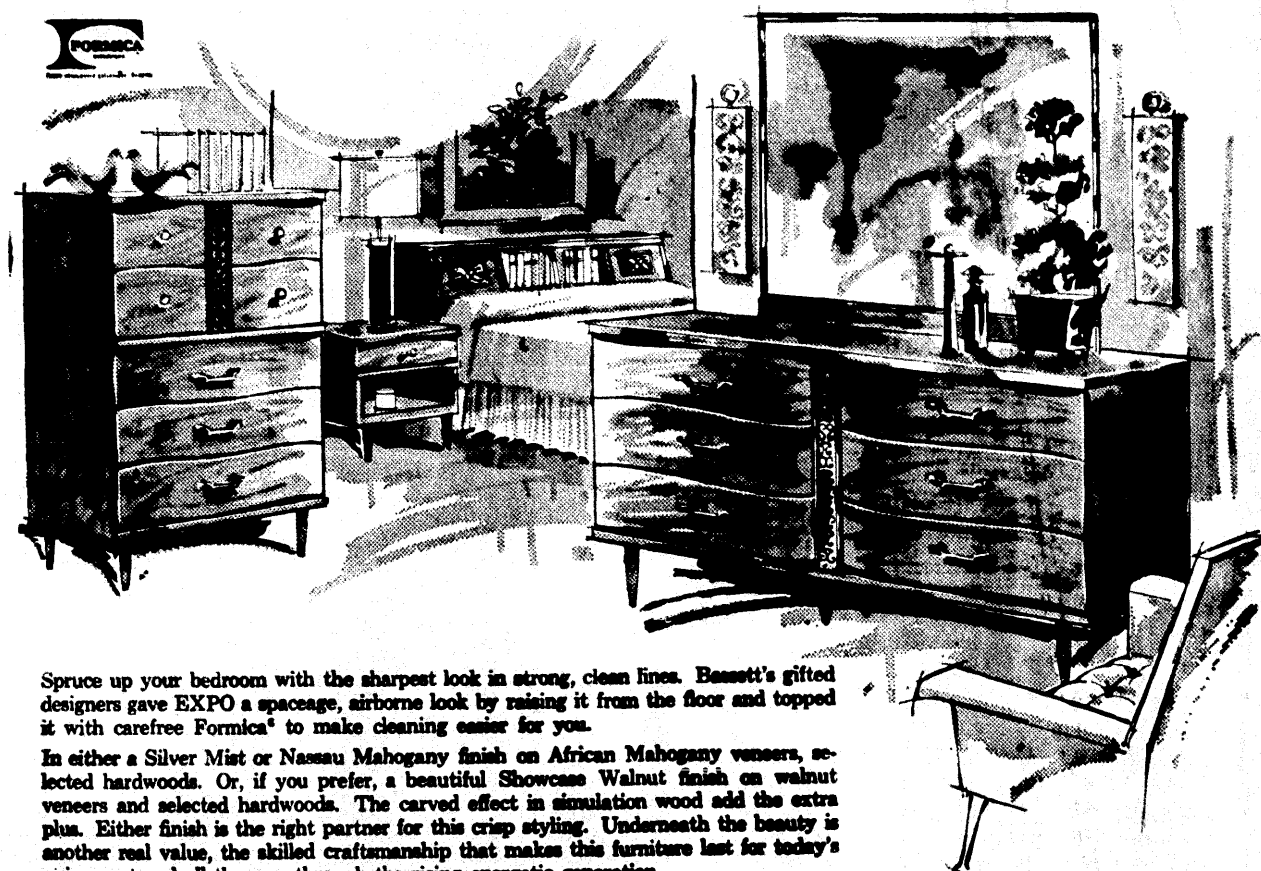 FORMICA
Spruce up your bedroom with the sharpest look in strong, clean lines. Bassett's gifted
designers gave EXPO a spaceage, airborne look by raising it from the floor and topped
it with carefree Formica® to make cleaning easier for you.
In either a Silver Mist or Nassau Mahogany finish on African Mahogany veneers, se-
lected hardwoods. Or, if you prefer, a beautiful Showcase Walnut finish on walnut
veneers and selected hardwoods. The carved effect in simulation wood add the extra
plus. Either finish is the right partner for this crisp styling. Underneath the beauty is
another real value, the skilled craftsmanship that makes this furniture last for today's